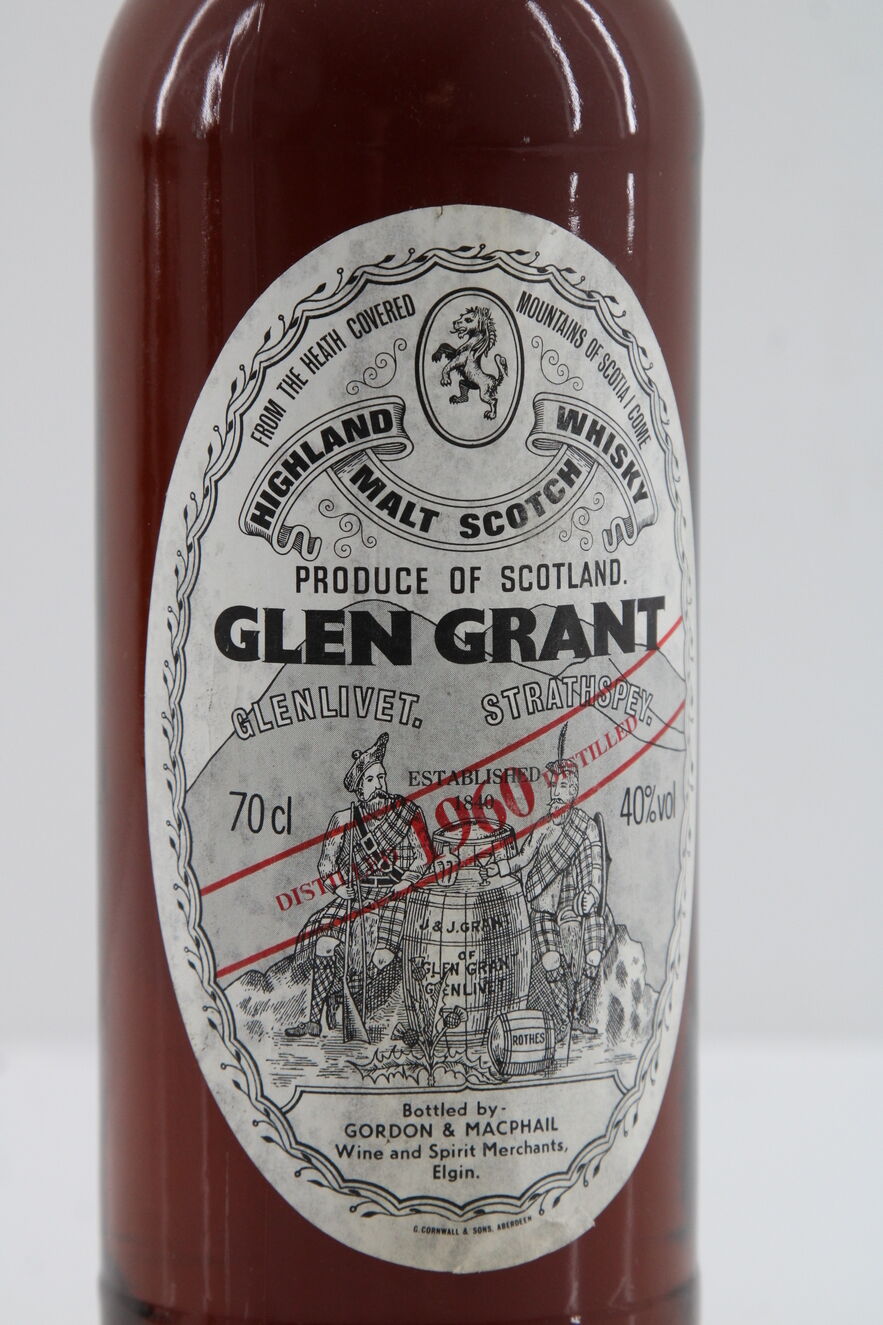 FROM THE HEATH COVERED MOUNTAINS OF SCOTIA I COME
HIGHLAND MALT SCOTCH WHISKY
PRODUCE OF SCOTLAND.
GLEN GRANT
GLENLIVET. STRATHSPEY.
ESTABLISHED
1840
70 cl
40%vol
DISTILLED 1960 DISTILLED
J & J. GRANT
OF
GLEN GRANT
GLENLIVET
ROTHES
Bottled by-
GORDON & MACPHAIL
Wine and Spirit Merchants,
Elgin.
G. CORNWALL & SONS. ABERDEEN